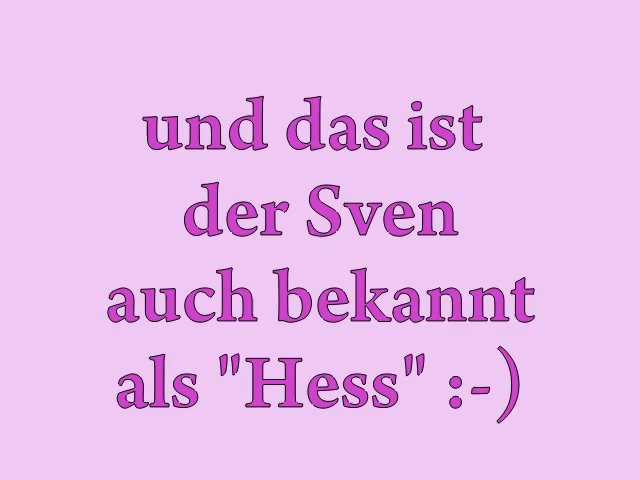 und das ist
der Sven
auch bekannt
als "Hess" :-)